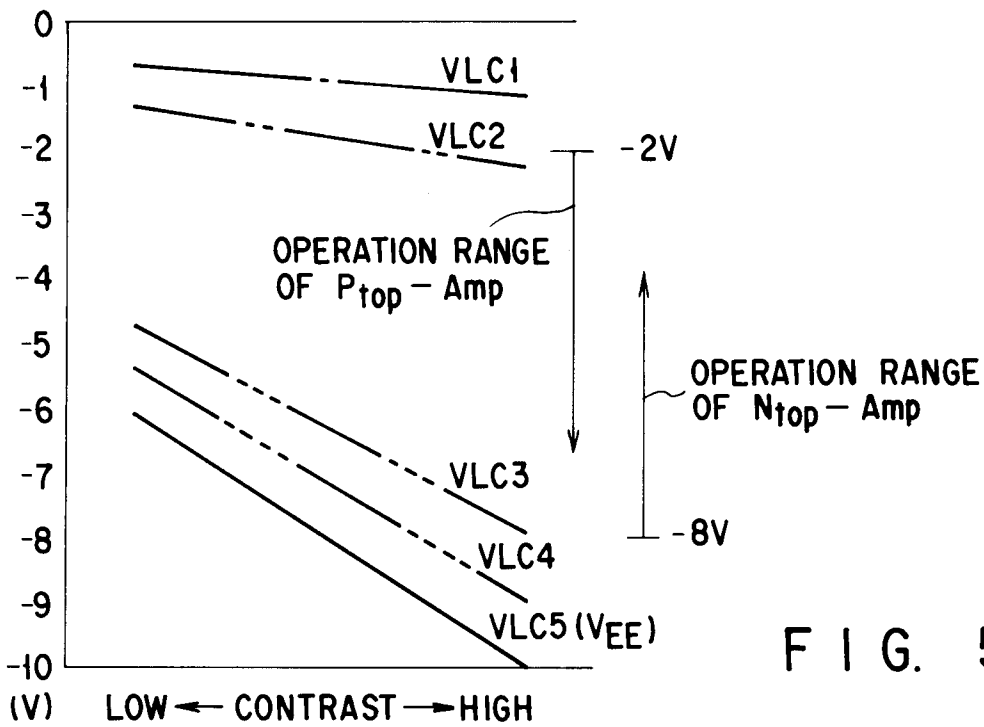 0
-1
-2
-3
-4
-5
-6
-7
-8
-9
-10
(V)
VLC1
VLC2
-2V
OPERATION RANGE
OF Ptop-Amp
OPERATION RANGE
OF Ntop-Amp
VLC3
-8V
VLC4
VLC5 (VEE)
LOW ← CONTRAST → HIGH
FIG. 5